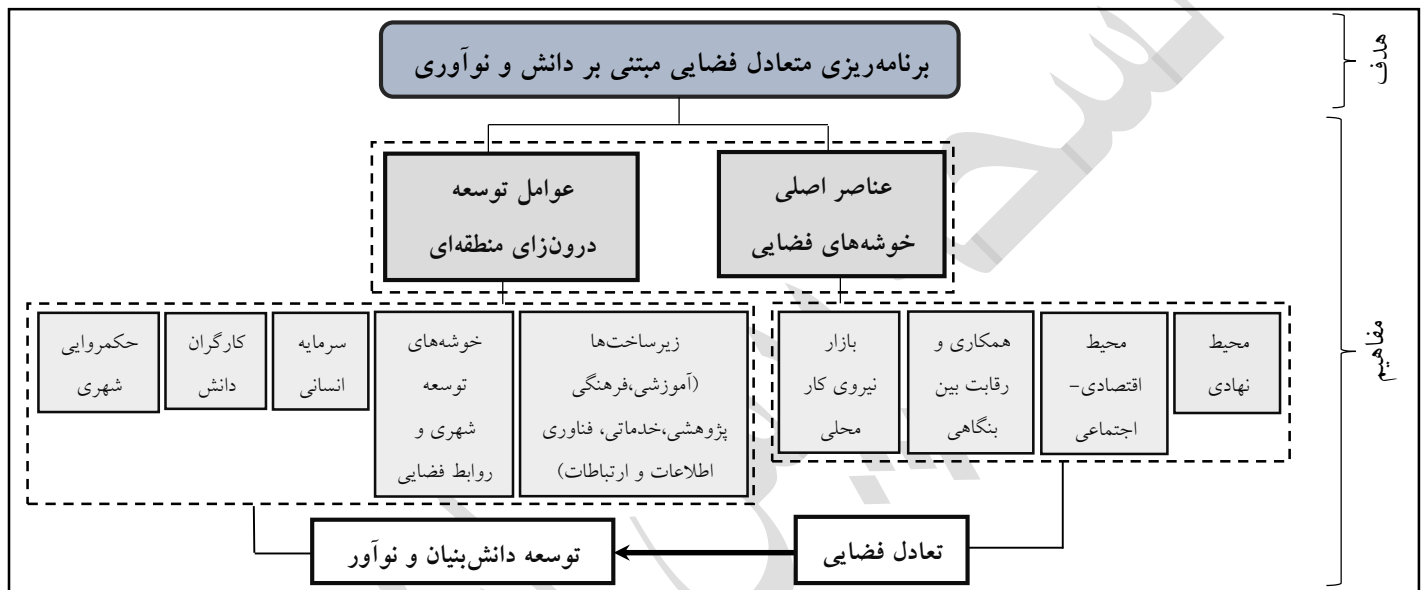 برنامه‌ریزی متعادل فضایی مبتنی بر دانش و نوآوری
هدف
عناصر اصلی
خوشه‌های فضایی
عوامل توسعه
درون‌زای منطقه‌ای
مفاهیم
محیط
نهادی
محیط
اقتصادی-
اجتماعی
همکاری و
رقابت بین
بنگاهی
بازار
نیروی کار
محلی
زیرساخت‌ها
(آموزشی،فرهنگی
پژوهشی،خدماتی، فناوری
اطلاعات و ارتباطات)
خوشه‌های
توسعه
شهری و
روابط فضایی
سرمایه
انسانی
کارگران
دانش
حکمروایی
شهری
تعادل فضایی
توسعه دانش‌بنیان و نوآور